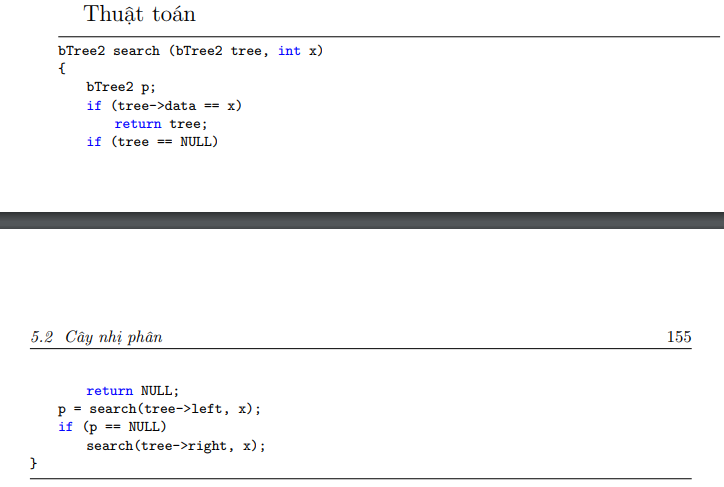 Thuật toán
bTree2 search (bTree2 tree, int x)
{
bTree2 p;
if (tree->data == x)
return tree;
if (tree == NULL)
5.2 Cây nhị phân 155
return NULL;
p = search(tree->left, x);
if (p == NULL)
search(tree->right, x);
}